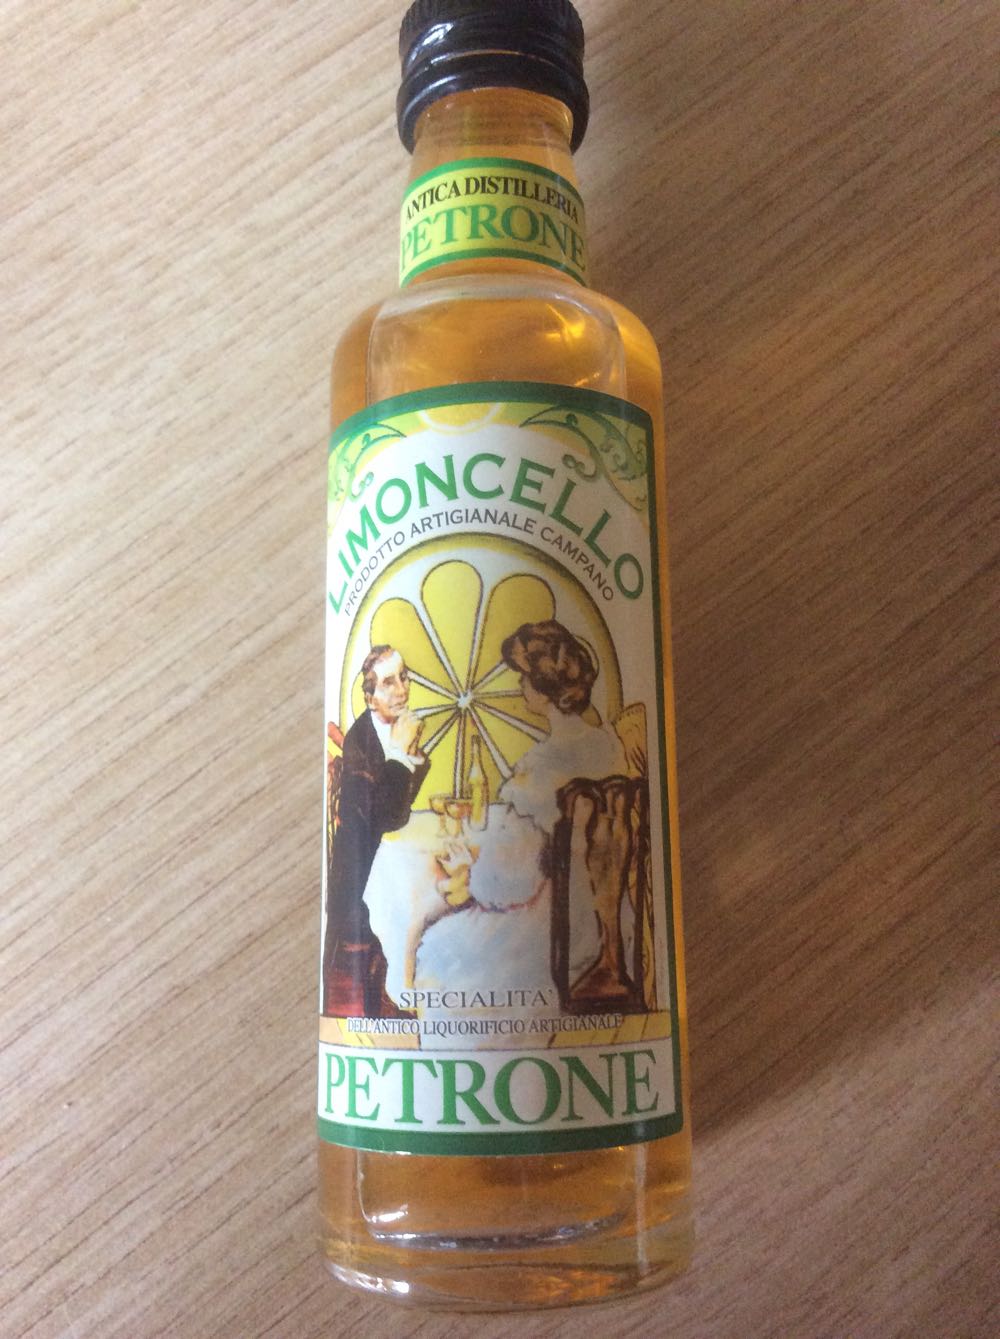 ANTICA DISTILLERIA
PETRONE
LIMONCELLO
PRODOTTO ARTIGIANALE CAMPANO
SPECIALITA'
DELL'ANTICO LIQUORIFICIO ARTIGIANALE
PETRONE